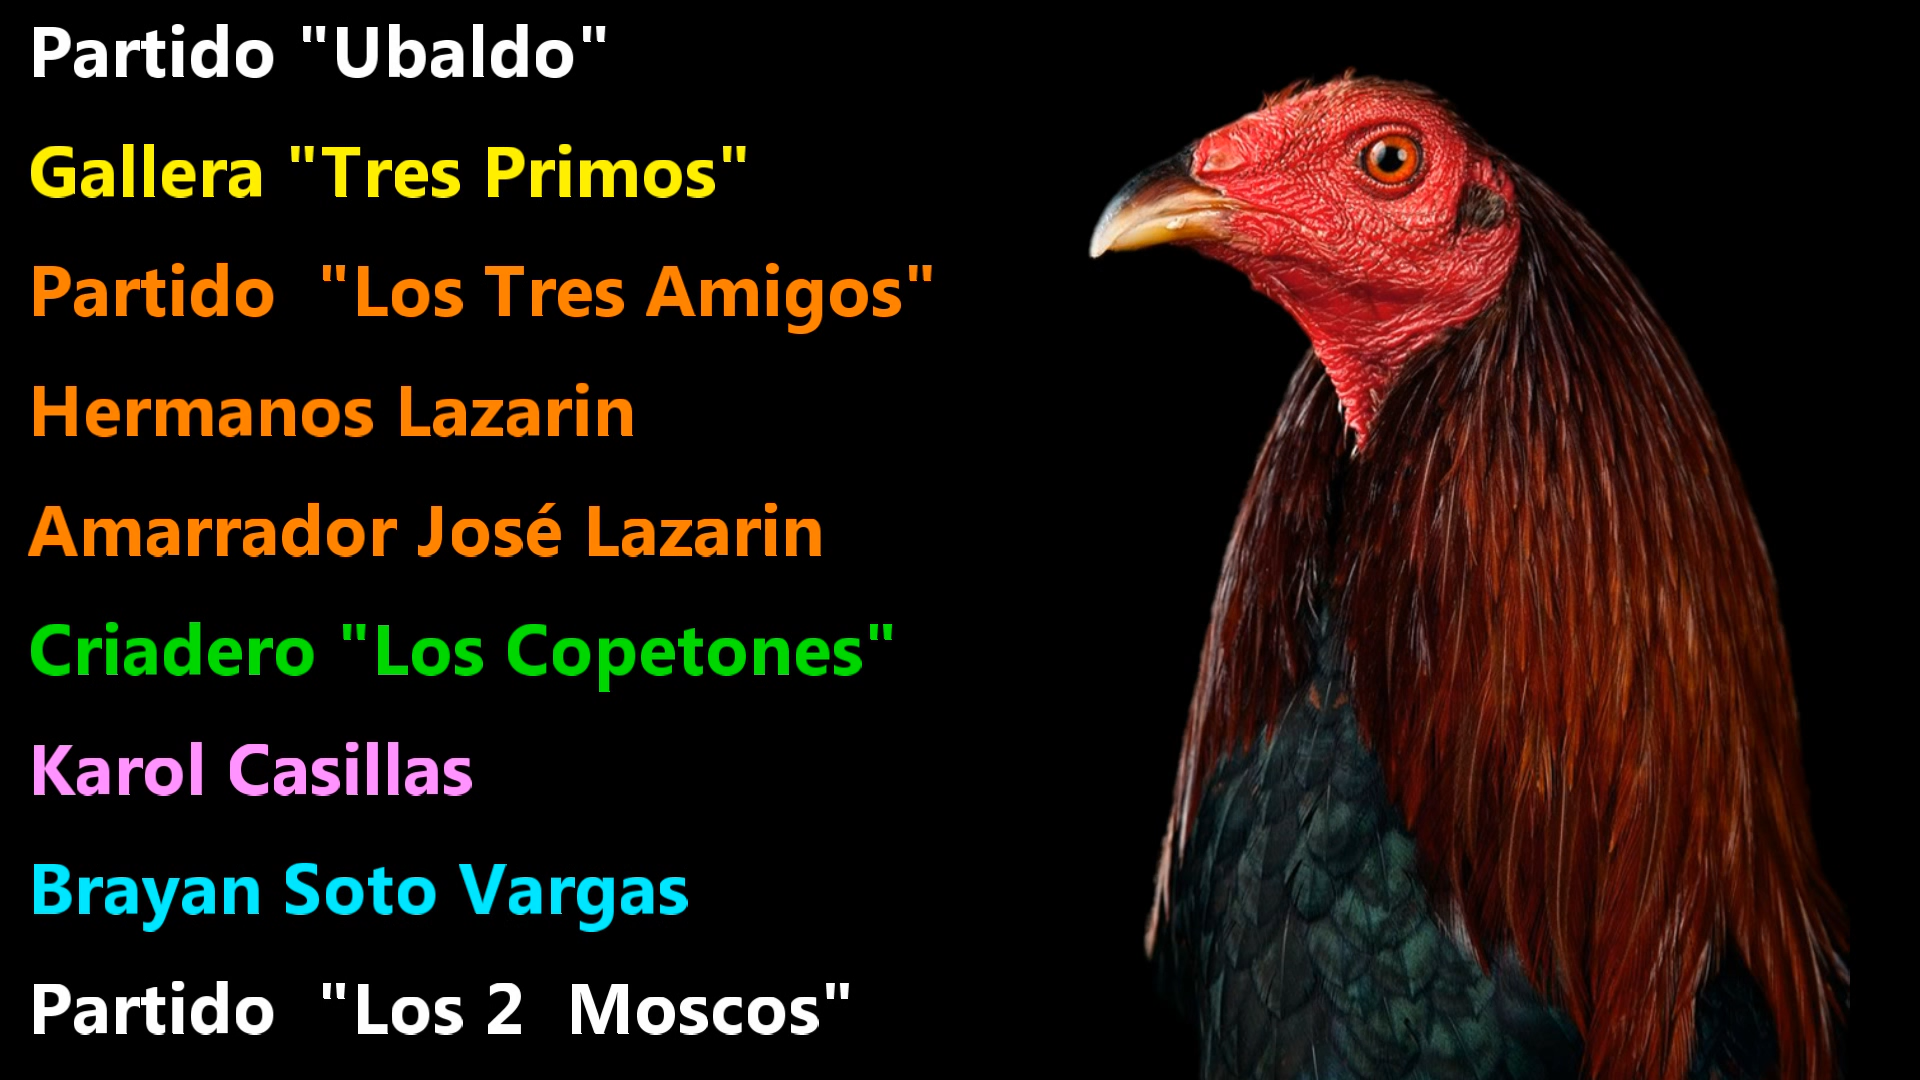 Partido "Ubaldo"
Gallera "Tres Primos"
Partido  "Los Tres Amigos"
Hermanos Lazarin
Amarrador José Lazarin
Criadero "Los Copetones"
Karol Casillas
Brayan Soto Vargas
Partido  "Los 2  Moscos"